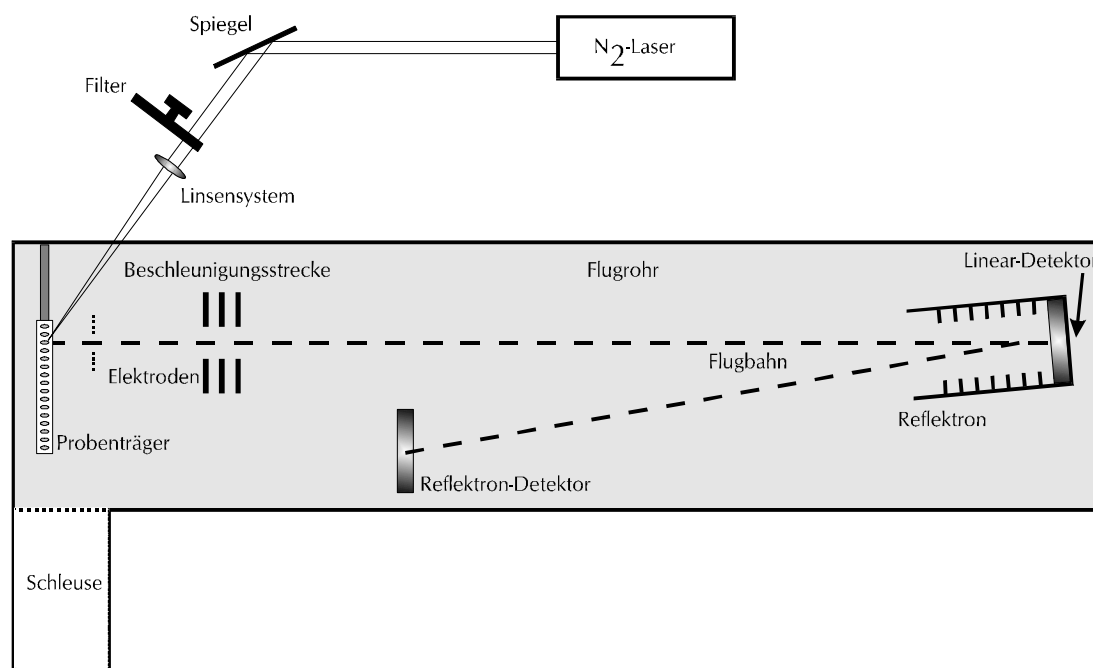 Spiegel
N2-Laser
Filter
Linsensystem
Beschleunigungsstrecke
Flugrohr
Linear-Detektor
Elektroden
Flugbahn
Reflektron
Probenträger
Reflektron-Detektor
Schleuse